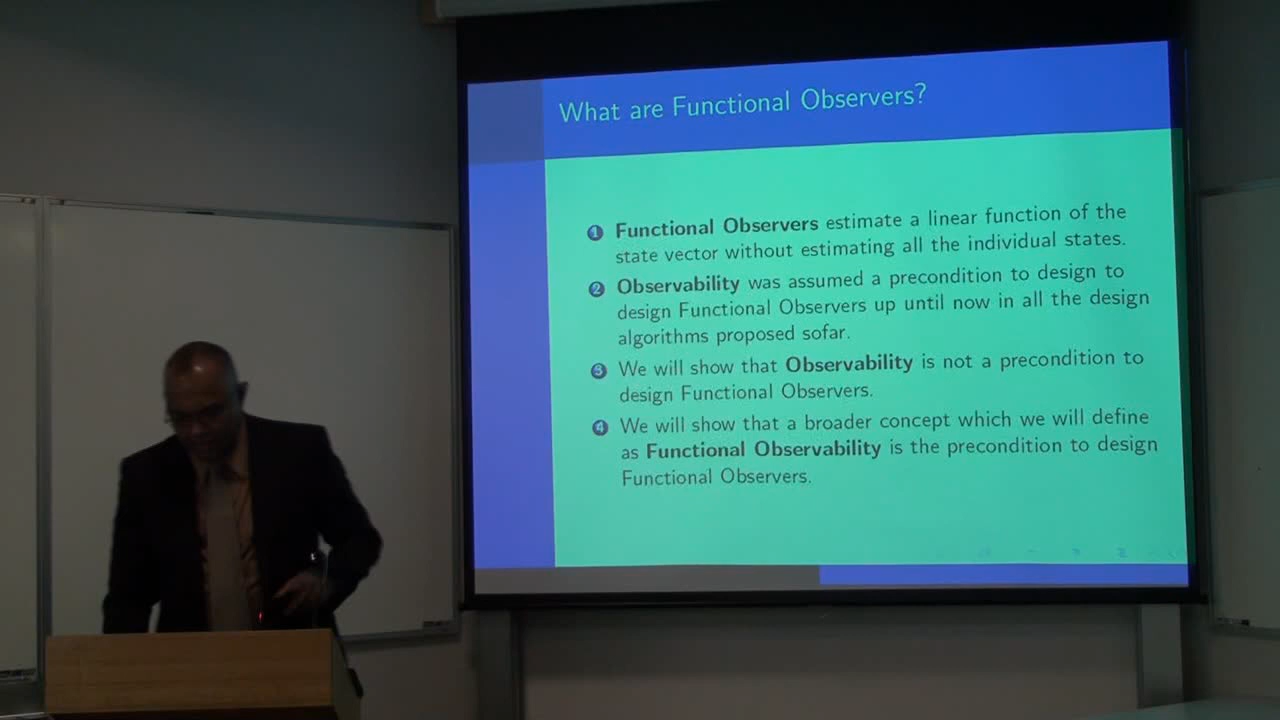 What are Functional Observers?
1 Functional Observers estimate a linear function of the
state vector without estimating all the individual states.
2 Observability was assumed a precondition to design to
design Functional Observers up until now in all the design
algorithms proposed sofar.
3 We will show that Observability is not a precondition to
design Functional Observers.
4 We will show that a broader concept which we will define
as Functional Observability is the precondition to design
Functional Observers.